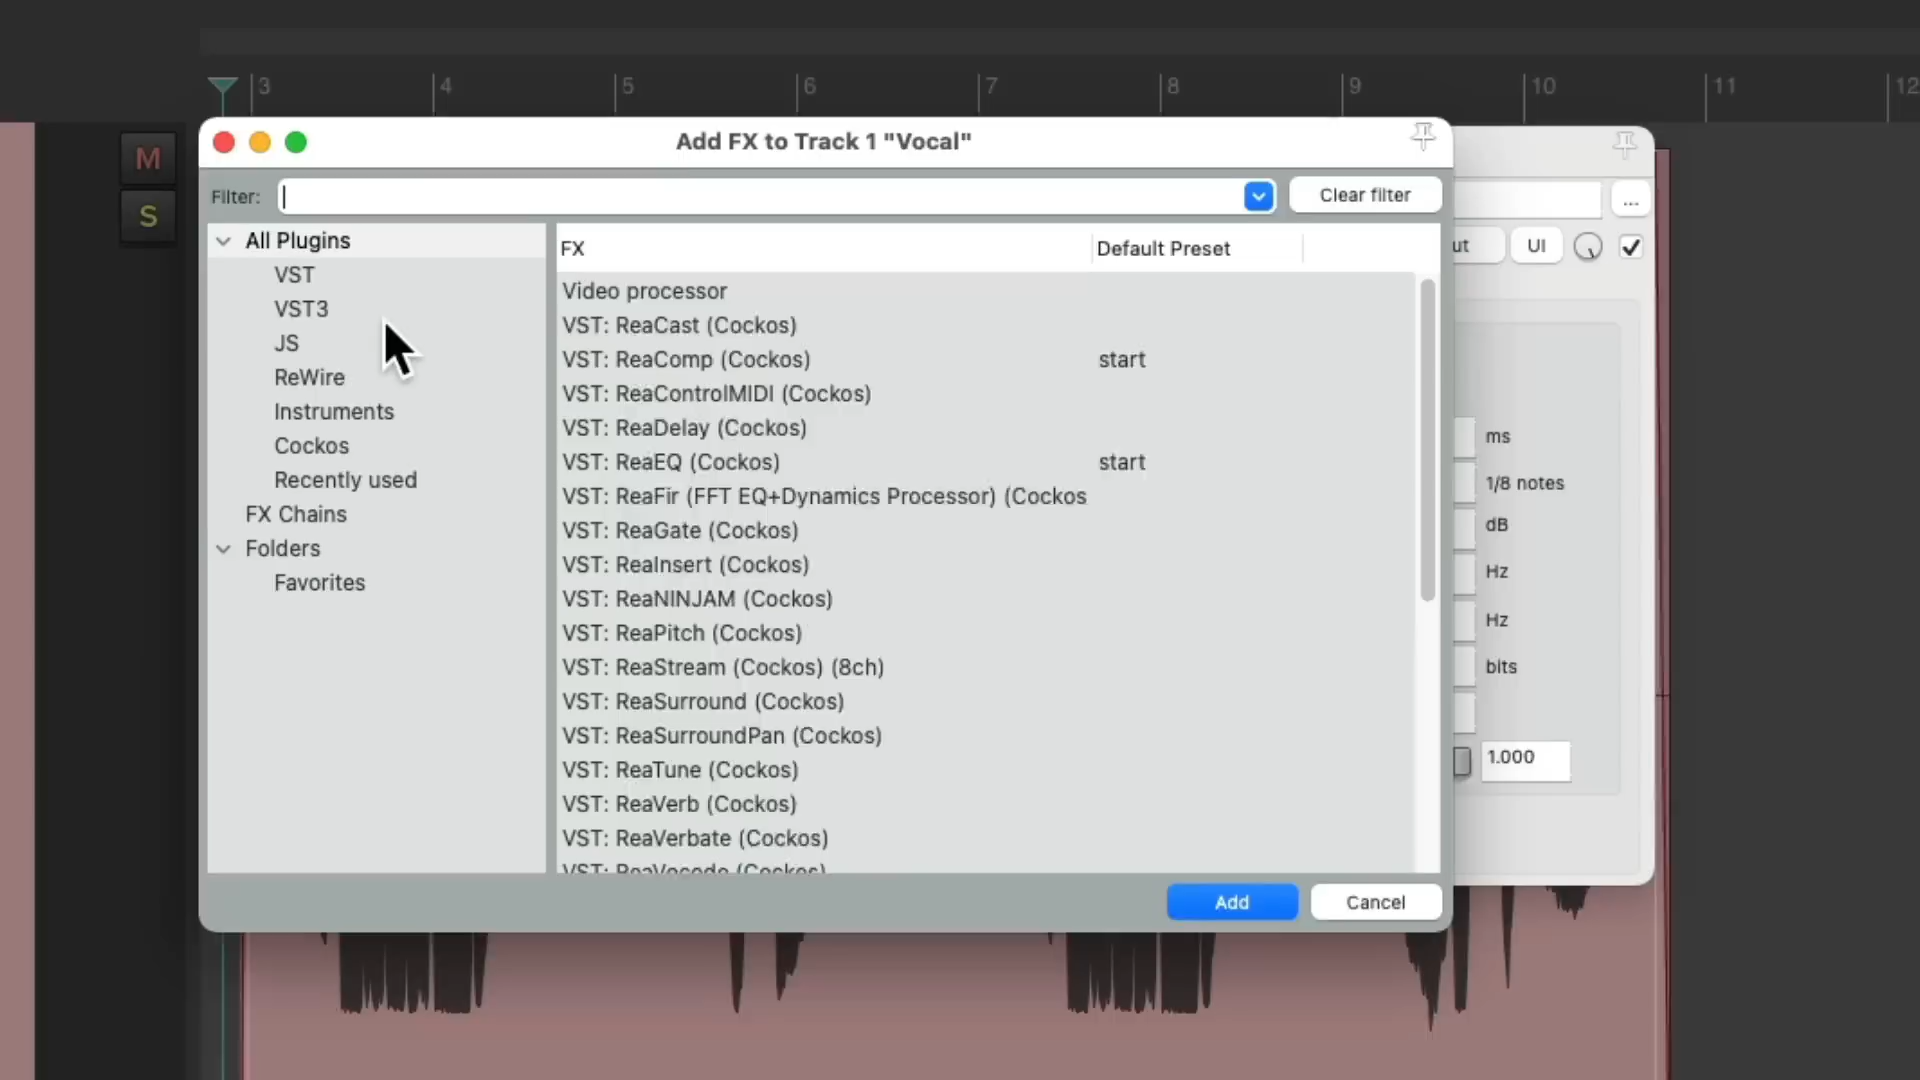 3 4 5 6 7 8 9 10 11 12
M
S
Add FX to Track 1 "Vocal"
Filter:
Clear filter
...
ut
UI
All Plugins
VST
VST3
JS
ReWire
Instruments
Cockos
Recently used
FX Chains
Folders
Favorites
FX Default Preset
Video processor
VST: ReaCast (Cockos)
VST: ReaComp (Cockos) start
VST: ReaControlMIDI (Cockos)
VST: ReaDelay (Cockos)
VST: ReaEQ (Cockos) start
VST: ReaFir (FFT EQ+Dynamics Processor) (Cockos
VST: ReaGate (Cockos)
VST: ReaInsert (Cockos)
VST: ReaNINJAM (Cockos)
VST: ReaPitch (Cockos)
VST: ReaStream (Cockos) (8ch)
VST: ReaSurround (Cockos)
VST: ReaSurroundPan (Cockos)
VST: ReaTune (Cockos)
VST: ReaVerb (Cockos)
VST: ReaVerbate (Cockos)
VST: ReaVocode (Cockos)
ms
1/8 notes
dB
Hz
Hz
bits
1.000
Add
Cancel